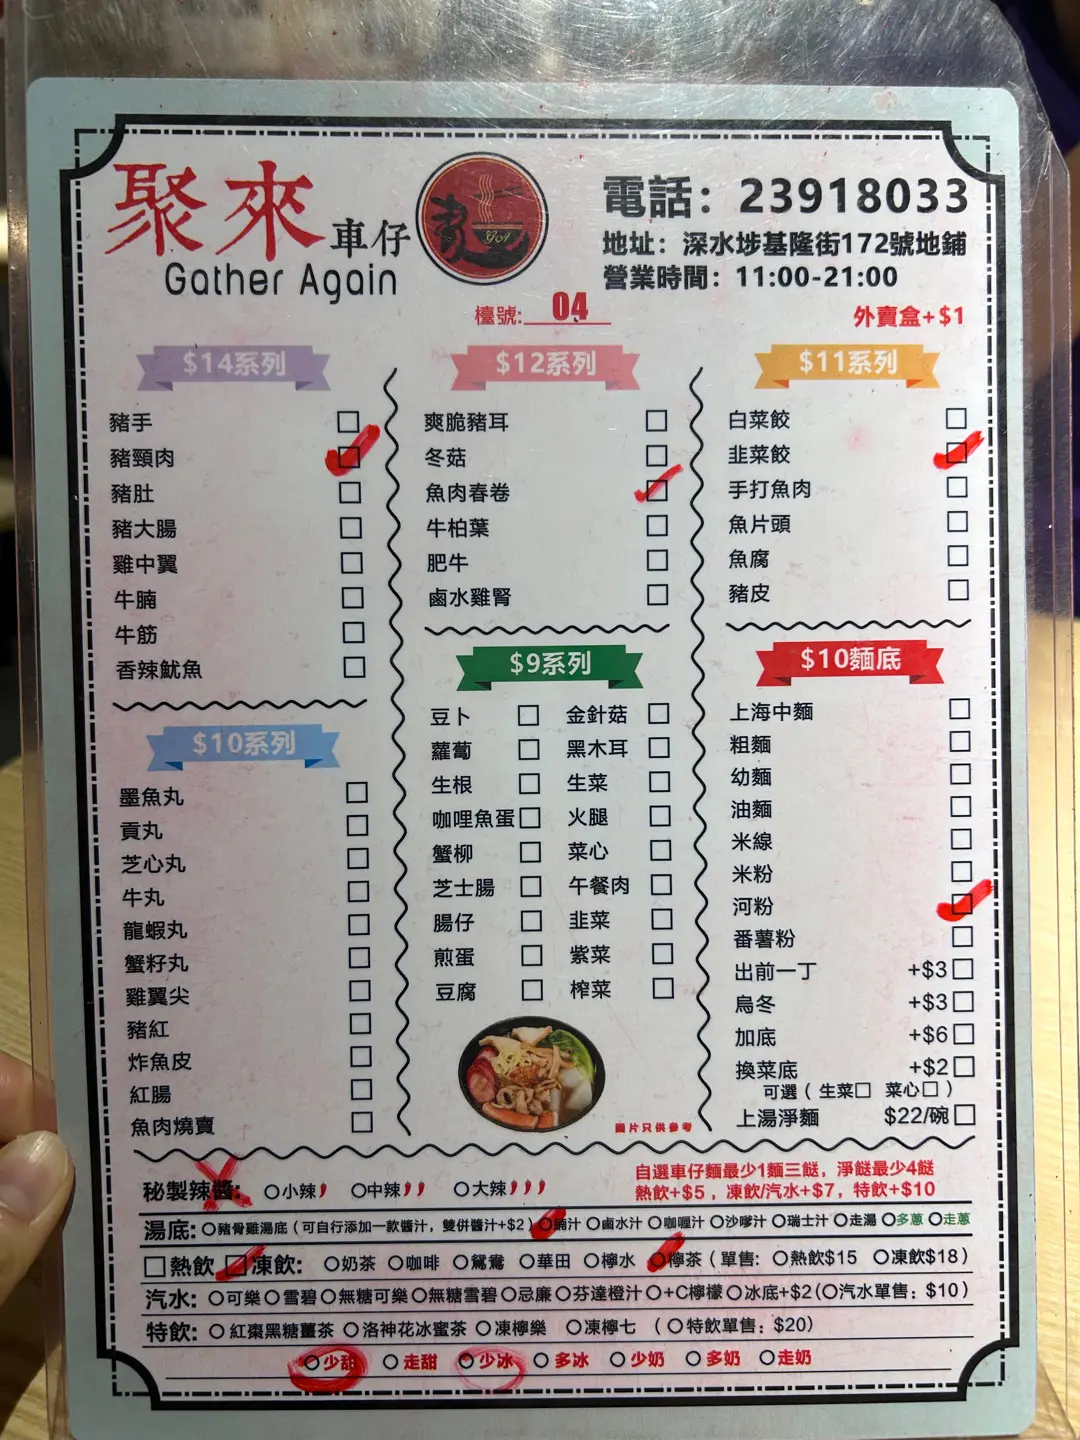 聚來車仔
Gather Again
GA
電話：23918033
地址：深水埗基隆街172號地鋪
營業時間：11:00-21:00
檯號: 04
外賣盒+$1
$14系列
豬手
豬頸肉
豬肚
豬大腸
雞中翼
牛腩
牛筋
香辣魷魚
$10系列
墨魚丸
貢丸
芝心丸
牛丸
龍蝦丸
蟹籽丸
雞翼尖
豬紅
炸魚皮
紅腸
魚肉燒賣
$12系列
爽脆豬耳
冬菇
魚肉春卷
牛柏葉
肥牛
鹵水雞腎
$9系列
豆卜 金針菇
蘿蔔 黑木耳
生根 生菜
咖哩魚蛋 火腿
蟹柳 菜心
芝士腸 午餐肉
腸仔 韭菜
煎蛋 紫菜
豆腐 榨菜
圖片只供參考
$11系列
白菜餃
韭菜餃
手打魚肉
魚片頭
魚腐
豬皮
$10麵底
上海中麵
粗麵
幼麵
油麵
米線
米粉
河粉
番薯粉
出前一丁 +$3
烏冬 +$3
加底 +$6
換菜底 +$2
可選（生菜 菜心）
上湯淨麵 $22/碗
秘製辣醬: 小辣 中辣 大辣
自選車仔麵最少1麵三餸，淨餸最少4餸
熱飲+$5，凍飲/汽水+$7，特飲+$10
湯底: 豬骨雞湯底（可自行添加一款醬汁，雙併醬汁+$2） 腩汁 鹵水汁 咖喱汁 沙嗲汁 瑞士汁 走湯 多蔥 走蔥
熱飲 凍飲: 奶茶 咖啡 鴛鴦 華田 檸水 檸茶（單售: 熱飲$15 凍飲$18）
汽水: 可樂 雪碧 無糖可樂 無糖雪碧 忌廉 芬達橙汁 +C檸檬 冰底+$2（汽水單售：$10）
特飲: 紅棗黑糖薑茶 洛神花冰蜜茶 凍檸樂 凍檸七 （特飲單售：$20）
少甜 走甜 少冰 多冰 少奶 多奶 走奶